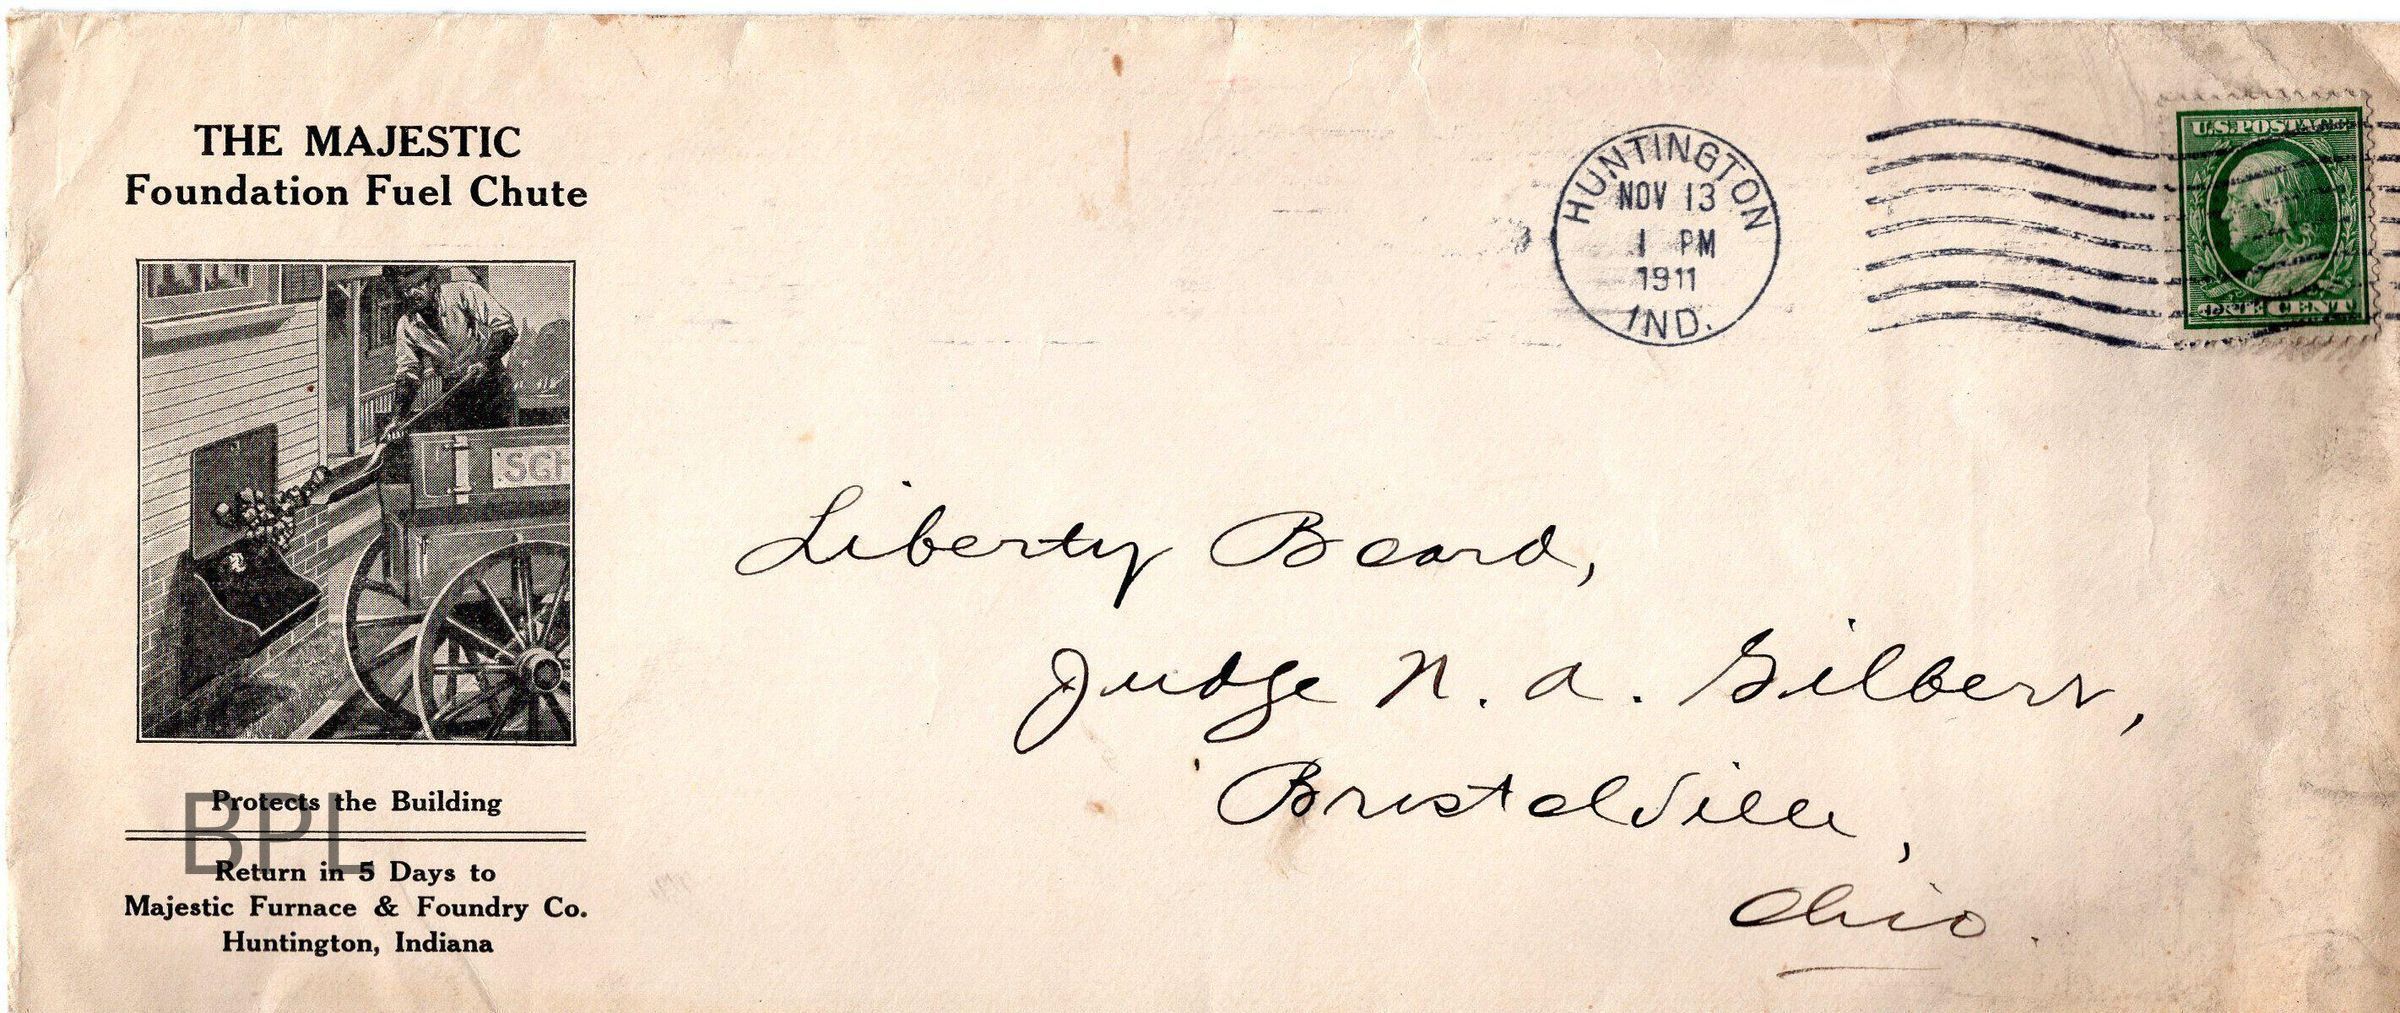 THE MAJESTIC
Foundation Fuel Chute
SCH
Protects the Building
BPL
Return in 5 Days to
Majestic Furnace & Foundry Co.
Huntington, Indiana
HUNTINGTON
NOV 13
1 PM
1911
IND.
U.S. POSTAGE
ONE CENT
Liberty Beard,
Judge N. A. Gilbert,
Bristolville,
Ohio.